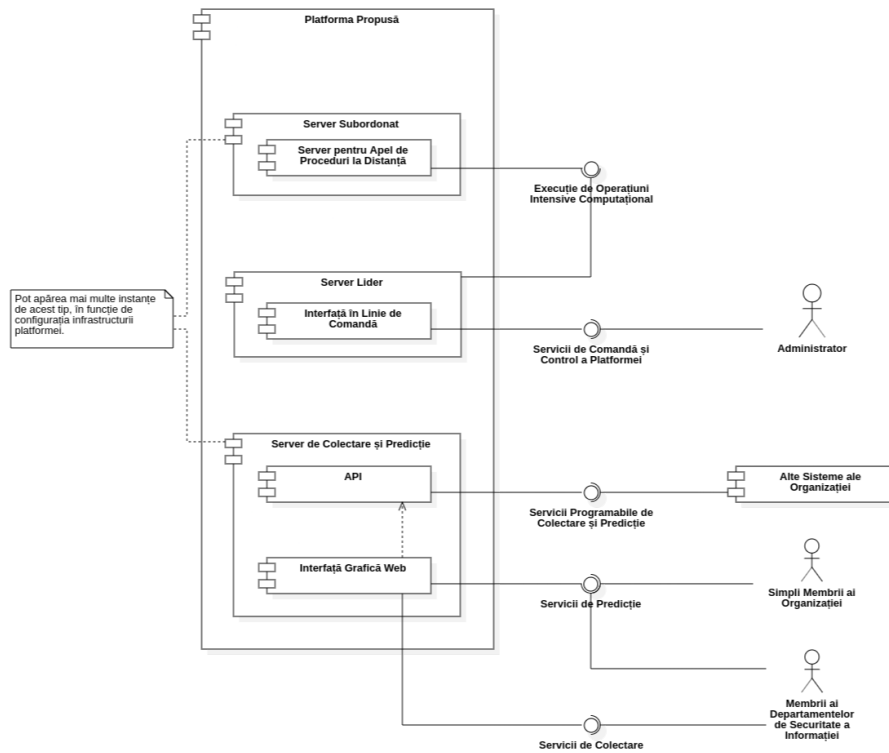 Platforma Propusă
Server Subordonat
Server pentru Apel de
Proceduri la Distanță
Execuție de Operațiuni
Intensive Computațional
Server Lider
Pot apărea mai multe instanțe
de acest tip, în funcție de
configurația infrastructurii
platformei.
Interfață în Linie de
Comandă
Servicii de Comandă și
Control a Platformei
Administrator
Server de Colectare și Predicție
API
Alte Sisteme ale
Organizației
Servicii Programabile de
Colectare și Predicție
Interfață Grafică Web
Servicii de Predicție
Simpli Membrii ai
Organizației
Membrii ai
Departamentelor
de Securitate a
Informației
Servicii de Colectare